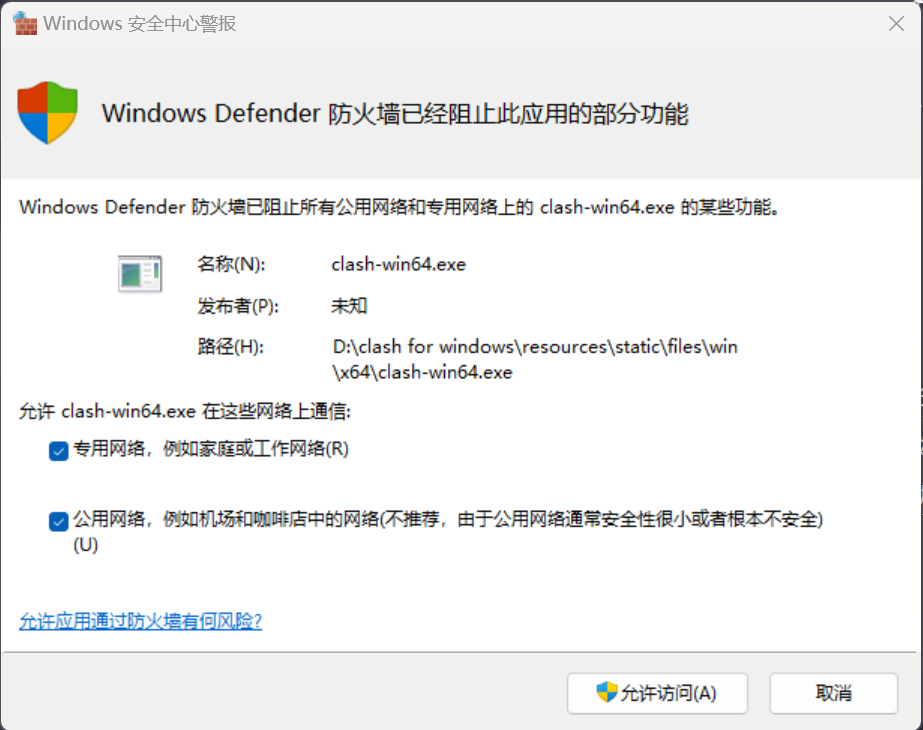 Windows 安全中心警报
Windows Defender 防火墙已经阻止此应用的部分功能
Windows Defender 防火墙已阻止所有公用网络和专用网络上的 clash-win64.exe 的某些功能。
名称(N): clash-win64.exe
发布者(P): 未知
路径(H): D:\clash for windows\resources\static\files\win
\x64\clash-win64.exe
允许 clash-win64.exe 在这些网络上通信:
专用网络，例如家庭或工作网络(R)
公用网络，例如机场和咖啡店中的网络(不推荐，由于公用网络通常安全性很小或者根本不安全)
(U)
允许应用通过防火墙有何风险?
允许访问(A) 取消